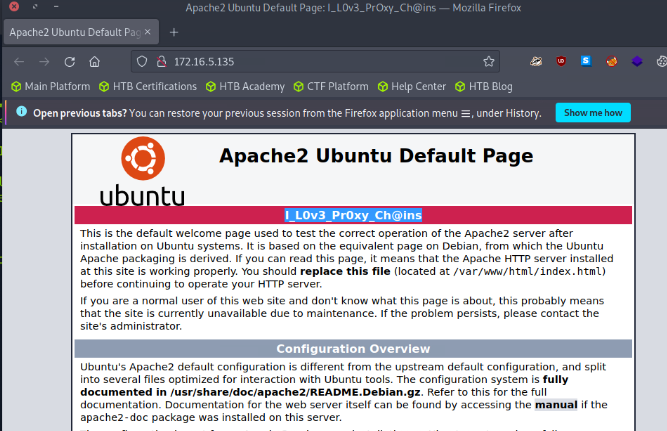 Apache2 Ubuntu Default Page: I_L0v3_PrOxy_Ch@ins — Mozilla Firefox
Apache2 Ubuntu Default Pag
172.16.5.135
Main Platform HTB Certifications HTB Academy CTF Platform Help Center HTB Blog
Open previous tabs? You can restore your previous session from the Firefox application menu ≡, under History. Show me how
Apache2 Ubuntu Default Page
ubuntu
I_L0v3_Pr0xy_Ch@ins
This is the default welcome page used to test the correct operation of the Apache2 server after
installation on Ubuntu systems. It is based on the equivalent page on Debian, from which the Ubuntu
Apache packaging is derived. If you can read this page, it means that the Apache HTTP server installed
at this site is working properly. You should replace this file (located at /var/www/html/index.html)
before continuing to operate your HTTP server.
If you are a normal user of this web site and don't know what this page is about, this probably means
that the site is currently unavailable due to maintenance. If the problem persists, please contact the
site's administrator.
Configuration Overview
Ubuntu's Apache2 default configuration is different from the upstream default configuration, and split
into several files optimized for interaction with Ubuntu tools. The configuration system is fully
documented in /usr/share/doc/apache2/README.Debian.gz. Refer to this for the full
documentation. Documentation for the web server itself can be found by accessing the manual if the
apache2-doc package was installed on this server.